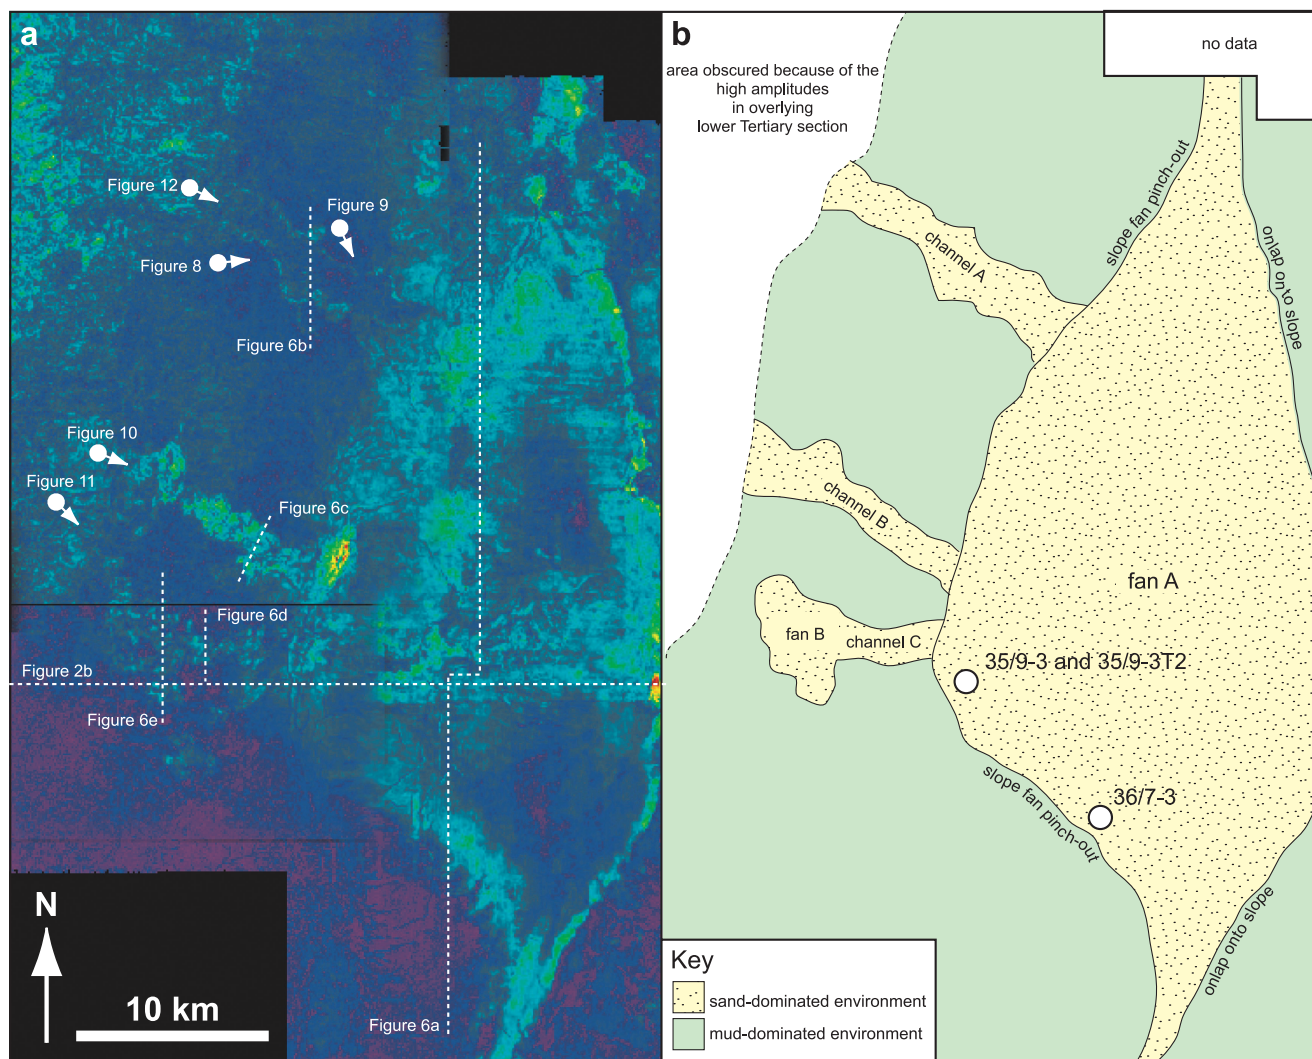 a
Figure 12
Figure 9
Figure 8
Figure 6b
Figure 10
Figure 11
Figure 6c
Figure 6d
Figure 2b
Figure 6e
N
10 km
Figure 6a
b
no data
area obscured because of the
high amplitudes
in overlying
lower Tertiary section
slope fan pinch-out
channel A
onlap onto slope
channel B
fan A
fan B
channel C
35/9-3 and 35/9-3T2
slope fan pinch-out
36/7-3
onlap onto slope
Key
sand-dominated environment
mud-dominated environment